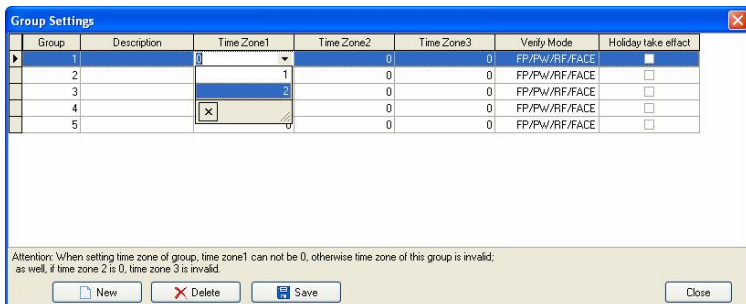 Group Settings
Group Description Time Zone1 Time Zone2 Time Zone3 Verify Mode Holiday take effact
1 0 0 0 FP/PW/RF/FACE
2 1 0 0 FP/PW/RF/FACE
3 2 0 0 FP/PW/RF/FACE
4 0 0 FP/PW/RF/FACE
5 0 0 0 FP/PW/RF/FACE
Attention: When setting time zone of group, time zone1 can not be 0, otherwise time zone of this group is invalid;
as well, if time zone 2 is 0, time zone 3 is invalid.
New Delete Save Close